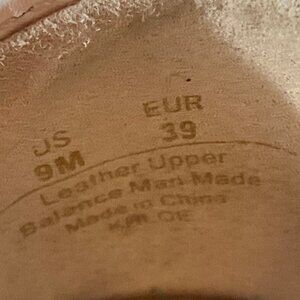 US EUR
9M 39
Leather Upper
Balance Man Made
Made in China